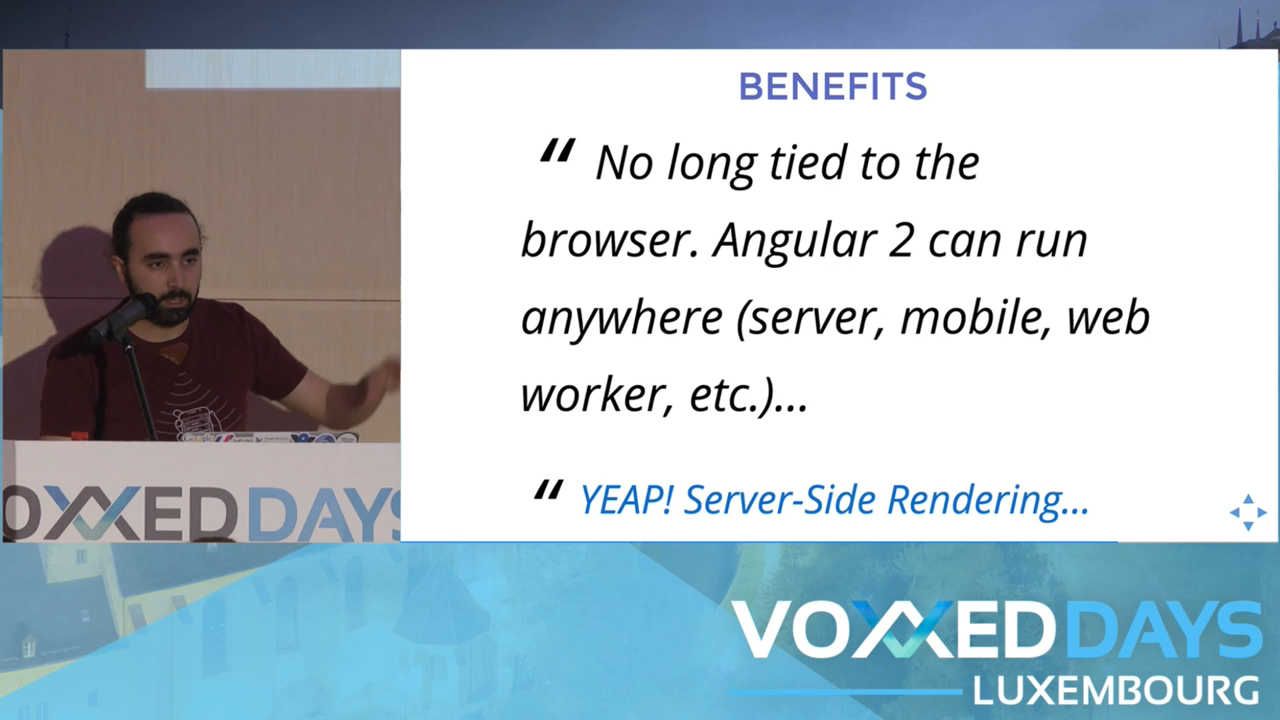 BENEFITS
“ No long tied to the
browser. Angular 2 can run
anywhere (server, mobile, web
worker, etc.)...
“ YEAP! Server-Side Rendering...
OXXED DAYS
VOXXED DAYS
LUXEMBOURG